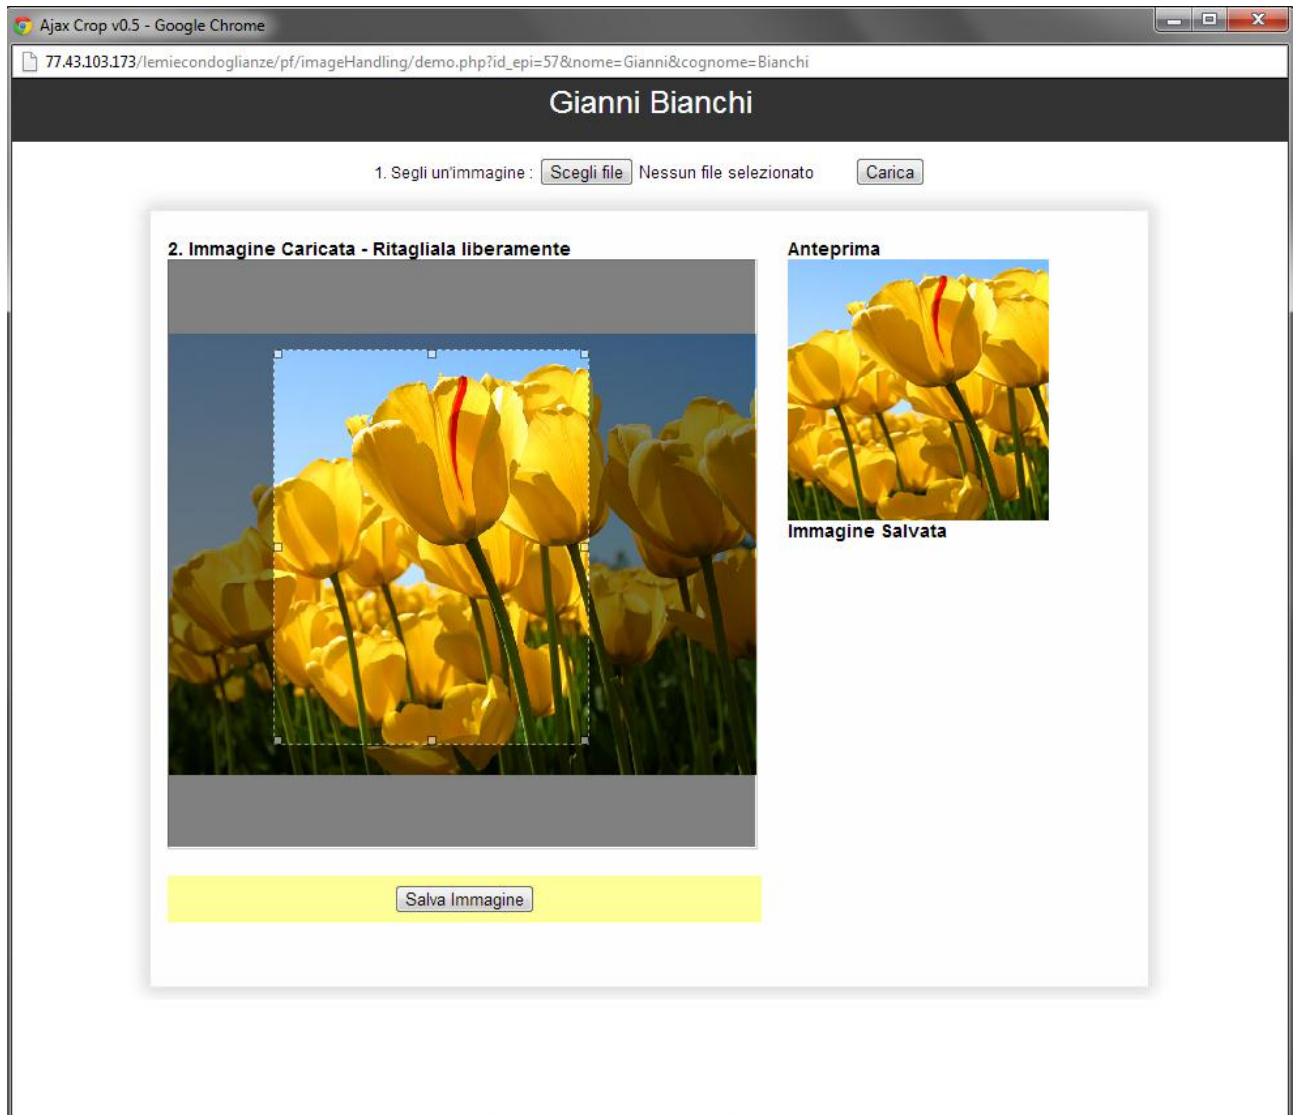 Ajax Crop v0.5 - Google Chrome
77.43.103.173/lemiecondoglianze/pf/imageHandling/demo.php?id_epi=57&nome=Gianni&cognome=Bianchi
Gianni Bianchi
1. Segli un'immagine : Scegli file Nessun file selezionato Carica
2. Immagine Caricata - Ritagliala liberamente
Anteprima
Immagine Salvata
Salva Immagine